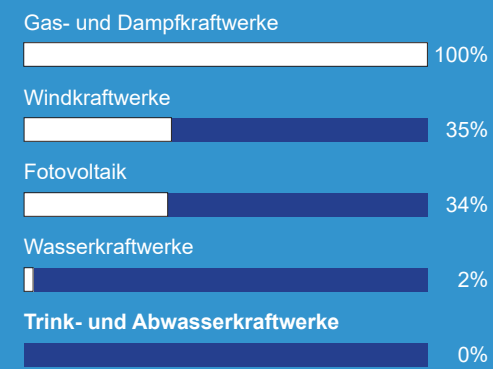 Gas- und Dampfkraftwerke
100%
Windkraftwerke
35%
Fotovoltaik
34%
Wasserkraftwerke
2%
Trink- und Abwasserkraftwerke
0%